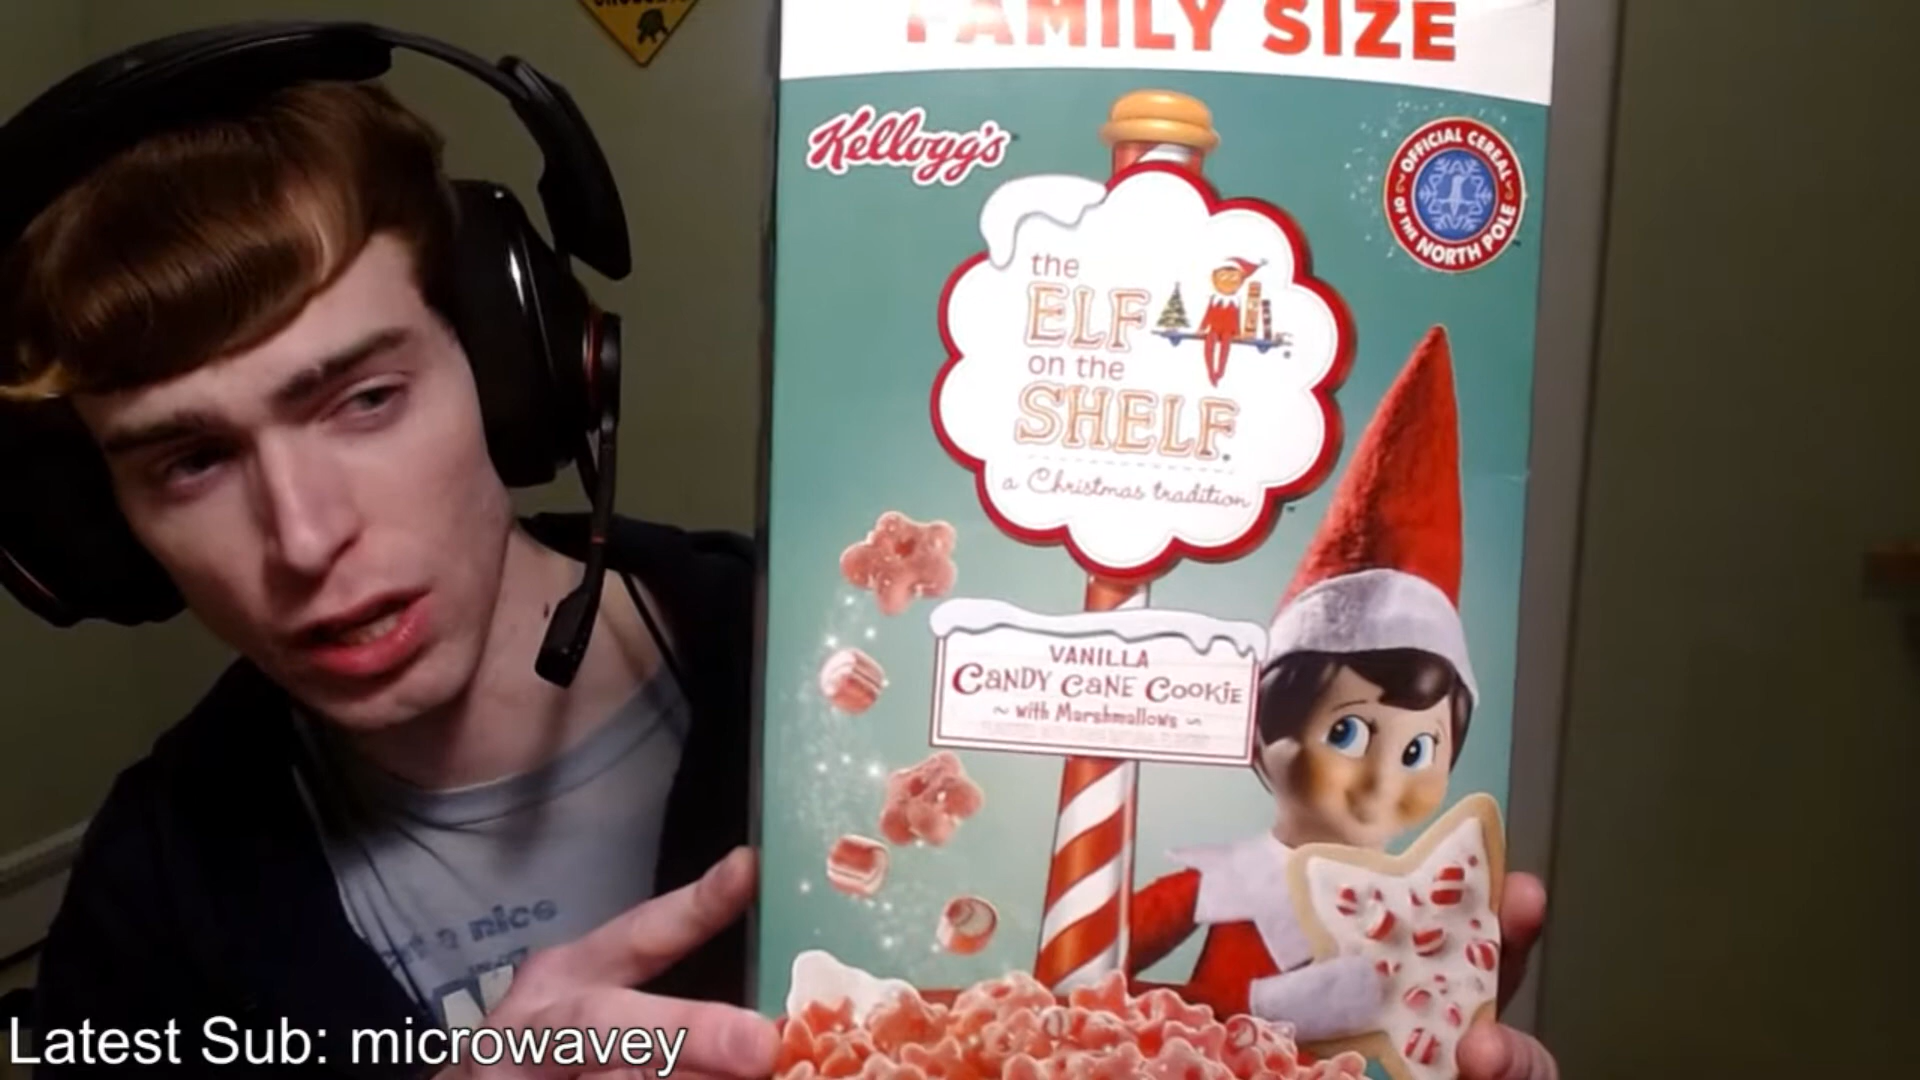 FAMILY SIZE
Kellogg's
OFFICIAL CEREAL
OF THE
NORTH POLE
the
ELF
on the
SHELF
a Christmas tradition
VANILLA
CANDY CANE COOKIE
~ with Marshmallows ~
a nice
Latest Sub: microwavey